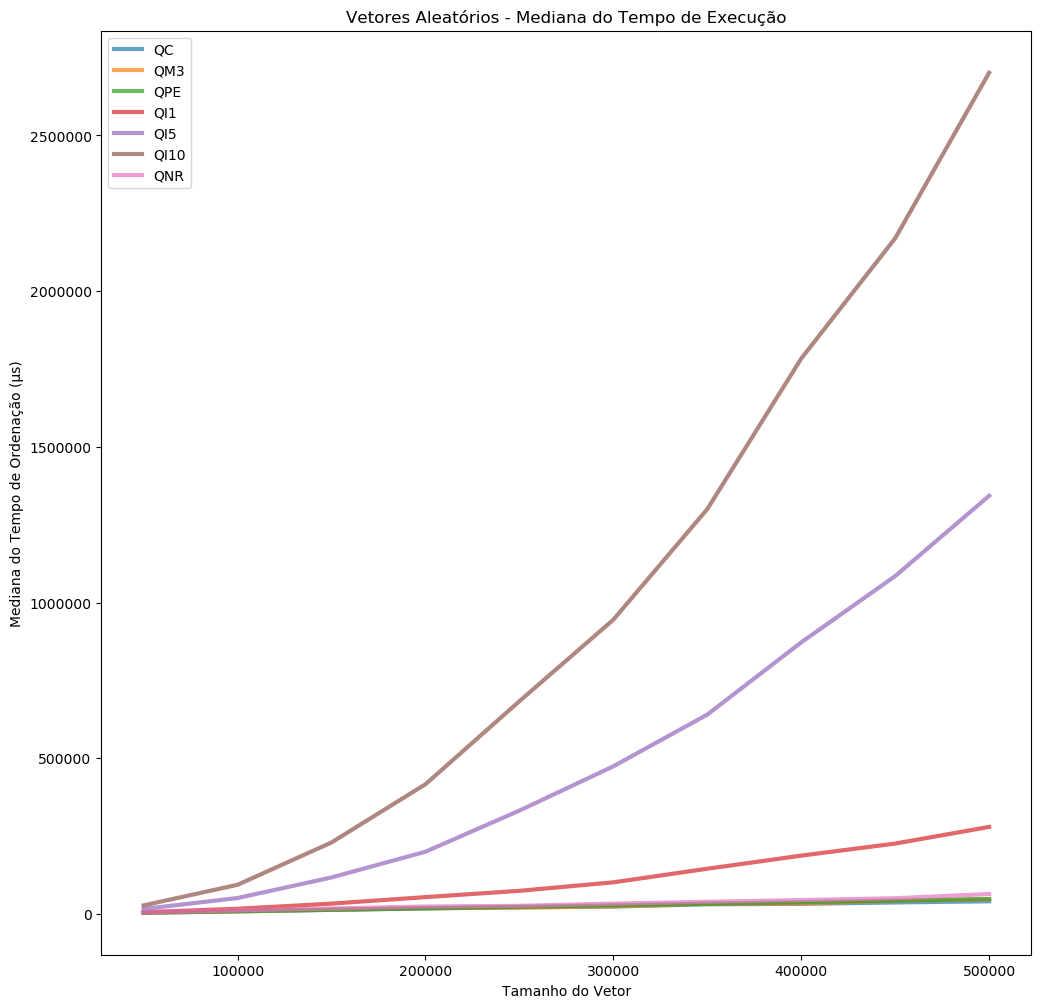 Vetores Aleatórios - Mediana do Tempo de Execução
QC
QM3
QPE
QI1
QI5
QI10
QNR
Mediana do Tempo de Ordenação (µs)
2500000
2000000
1500000
1000000
500000
0
100000 200000 300000 400000 500000
Tamanho do Vetor